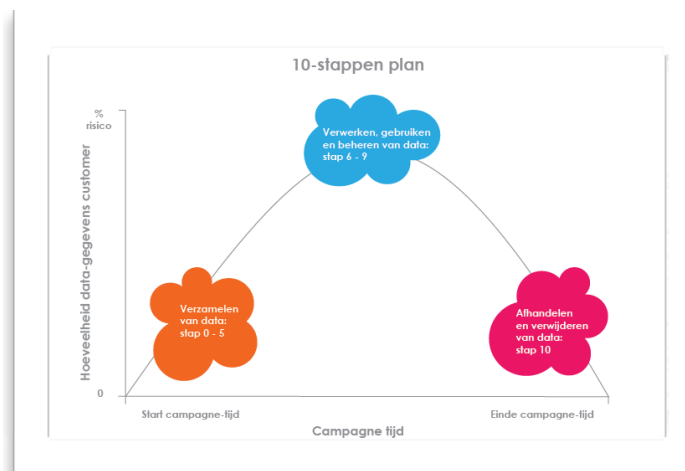 10-stappen plan
%
risico
Hoeveelheid data-gegevens customer
0
Verwerken, gebruiken
en beheren van data:
stap 6 - 9
Verzamelen
van data:
stap 0 - 5
Afhandelen
en verwijderen
van data:
stap 10
Start campagne-tijd
Einde campagne-tijd
Campagne tijd